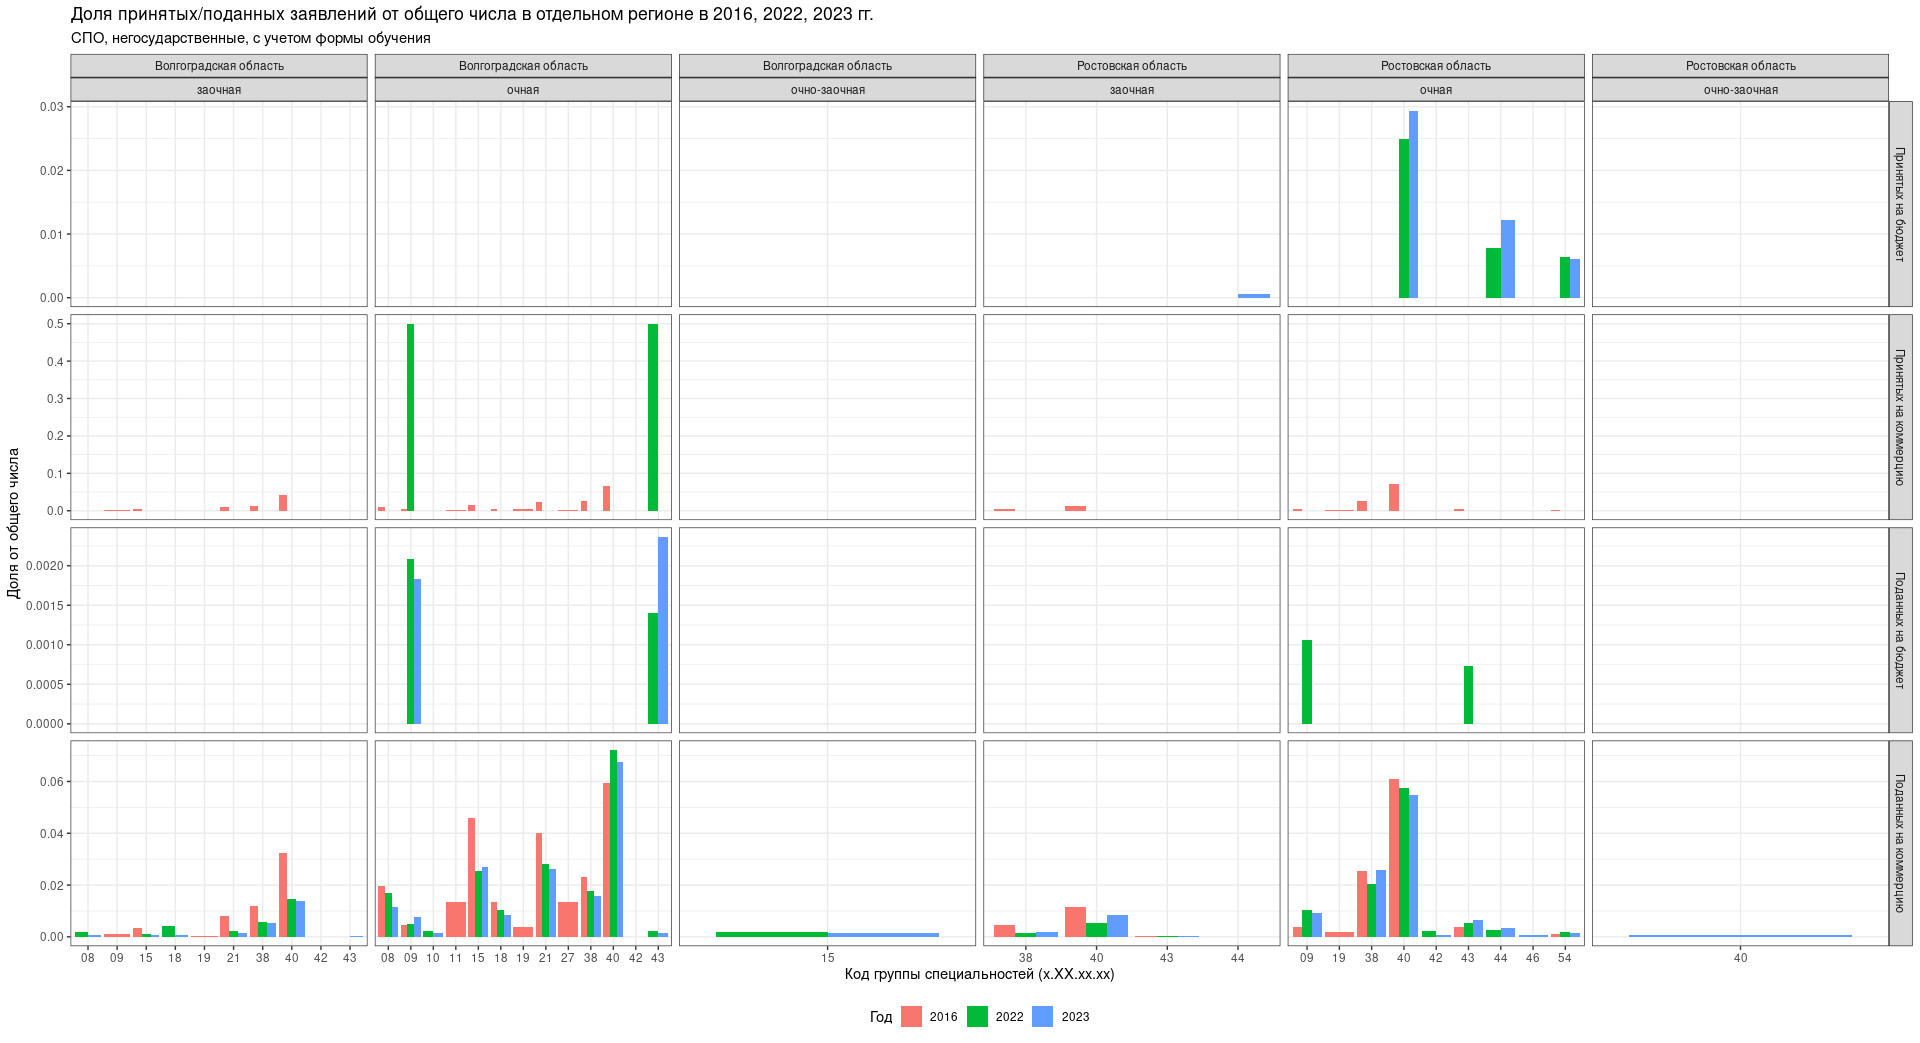 Доля принятых/поданных заявлений от общего числа в отдельном регионе в 2016, 2022, 2023 гг.
СПО, негосударственные, с учетом формы обучения
Волгоградская область Волгоградская область Волгоградская область Ростовская область Ростовская область Ростовская область
заочная очная очно-заочная заочная очная очно-заочная
0.03
0.02
0.01
0.00
Принятых на бюджет
0.5
0.4
0.3
0.2
0.1
0.0
Принятых на коммерцию
0.0020
0.0015
0.0010
0.0005
0.0000
Поданных на бюджет
0.06
0.04
0.02
0.00
Поданных на коммерцию
Доля от общего числа
08 09 15 18 19 21 38 40 42 43 08 09 10 11 15 18 19 21 27 38 40 42 43 15 38 40 43 44 09 19 38 40 42 43 44 46 54 40
Код группы специальностей (x.XX.xx.xx)
Год 2016 2022 2023